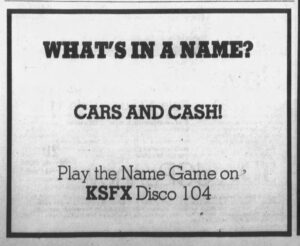 WHAT'S IN A NAME?
CARS AND CASH!
Play the Name Game on
KSFX Disco 104